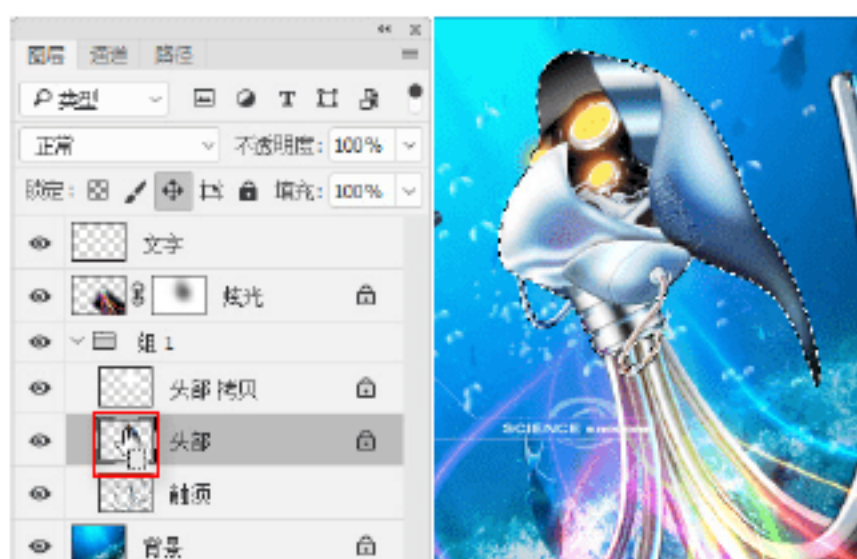 图层 通道 路径
类型 T
正常 不透明度: 100%
锁定: 填充: 100%
文字
炫光
组 1
头部 拷贝
头部
触须
背景
SCIENCE